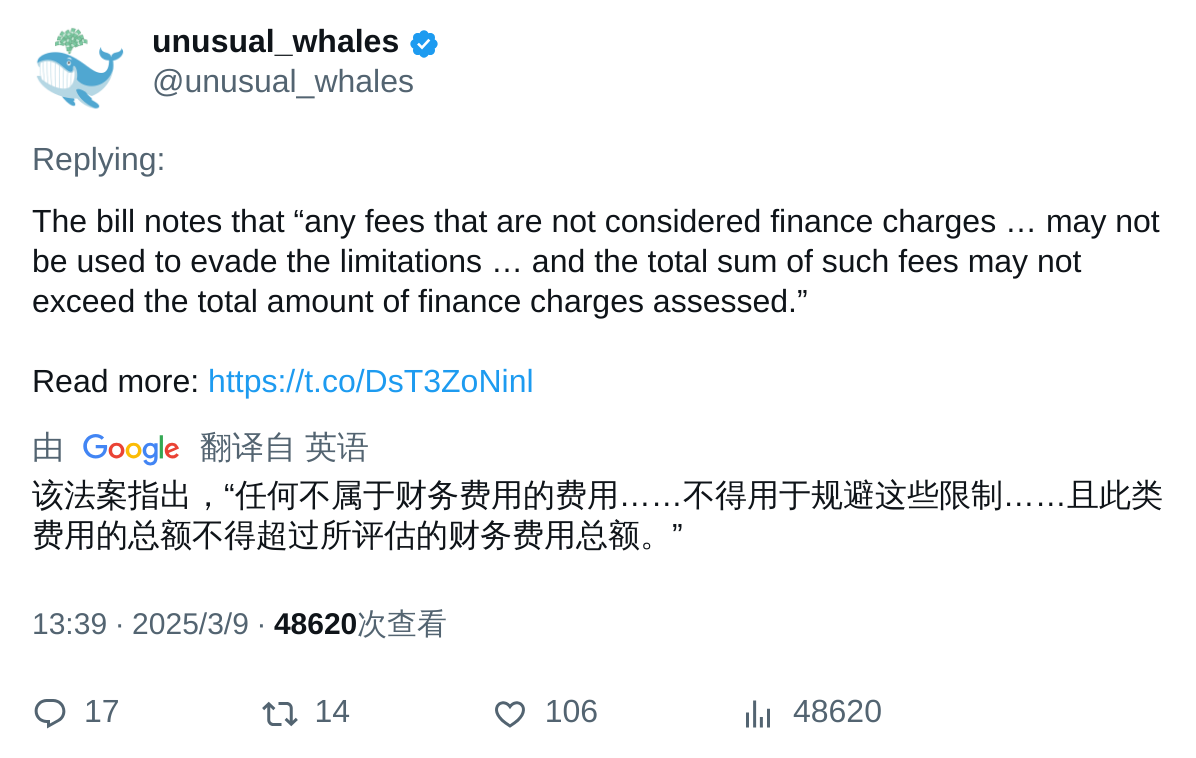 unusual_whales
@unusual_whales
Replying:
The bill notes that “any fees that are not considered finance charges … may not
be used to evade the limitations … and the total sum of such fees may not
exceed the total amount of finance charges assessed.”
Read more: https://t.co/DsT3ZoNinl
由 Google 翻译自 英语
该法案指出，“任何不属于财务费用的费用……不得用于规避这些限制……且此类
费用的总额不得超过所评估的财务费用总额。”
13:39 · 2025/3/9 · 48620次查看
17 14 106 48620